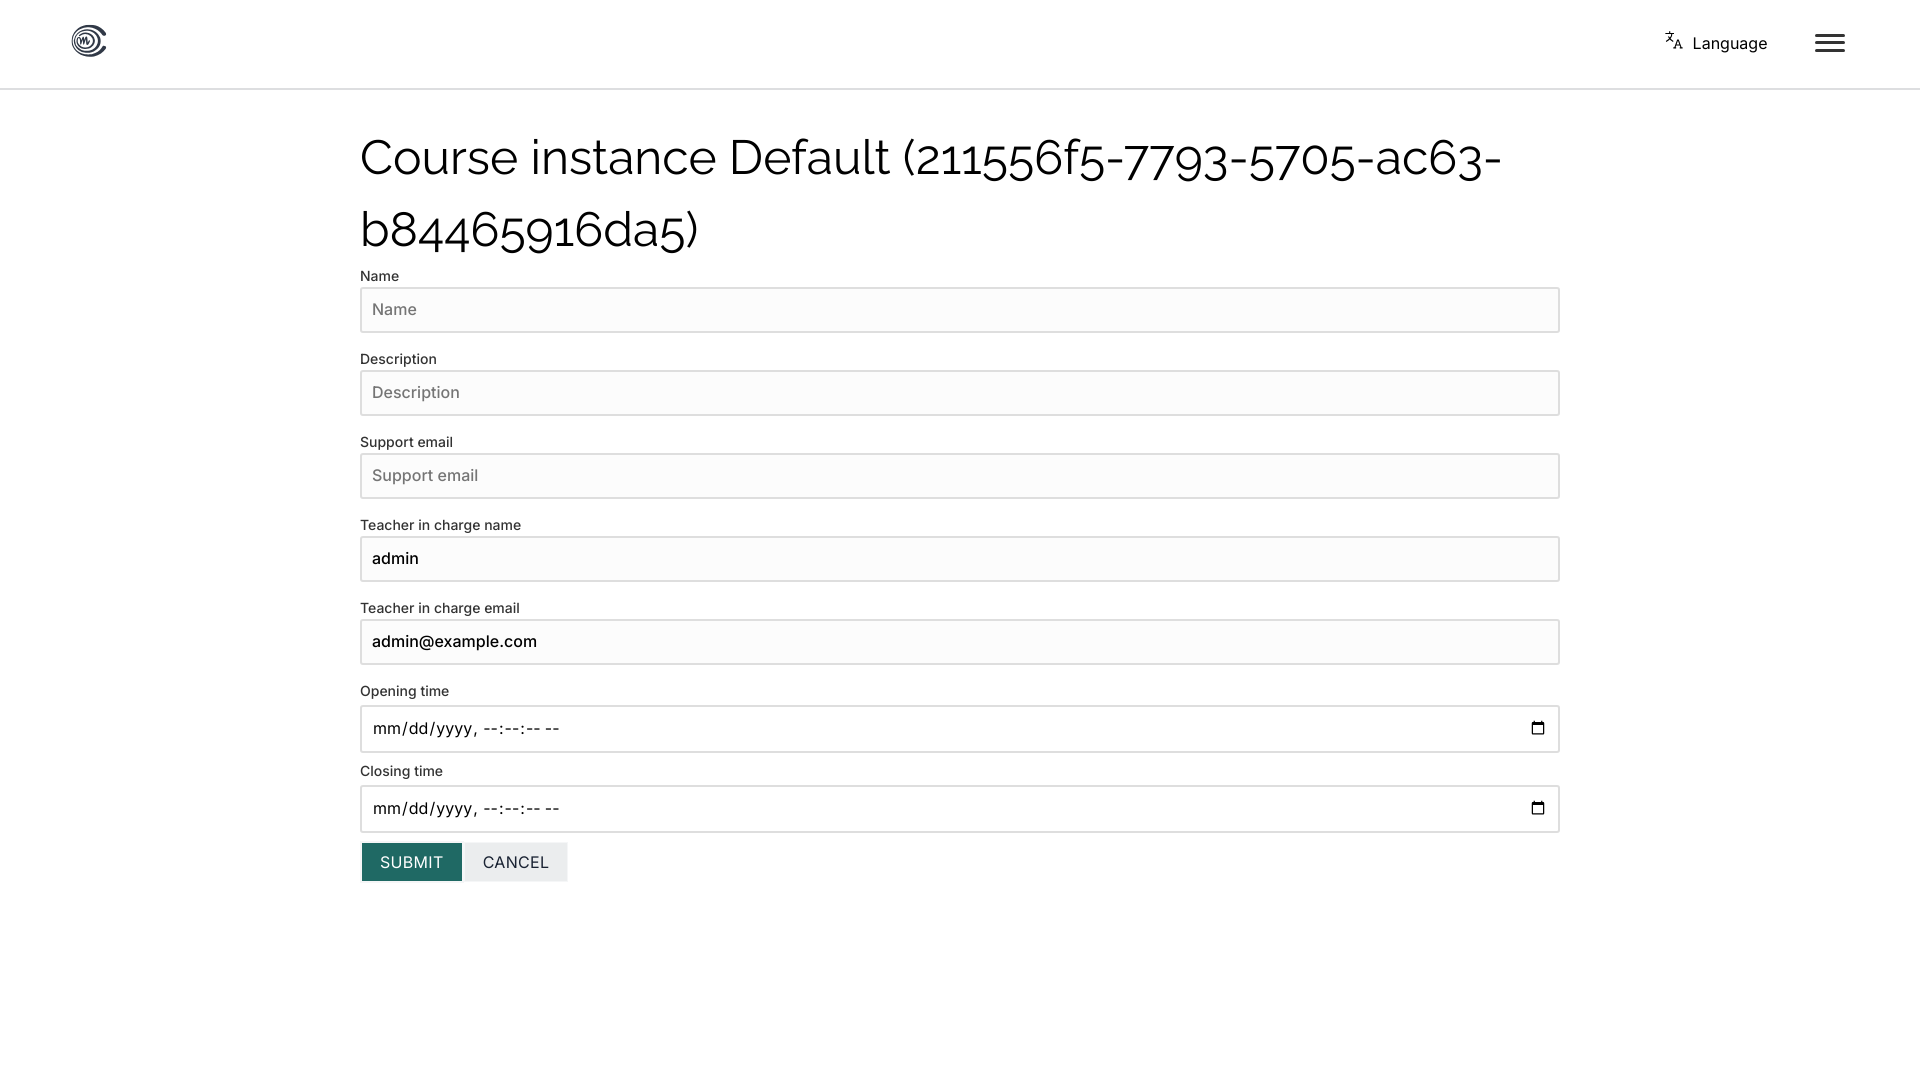 Language
Course instance Default (211556f5-7793-5705-ac63-
b84465916da5)
Name
Name
Description
Description
Support email
Support email
Teacher in charge name
admin
Teacher in charge email
admin@example.com
Opening time
mm/dd/yyyy, --:--:-- --
Closing time
mm/dd/yyyy, --:--:-- --
SUBMIT CANCEL